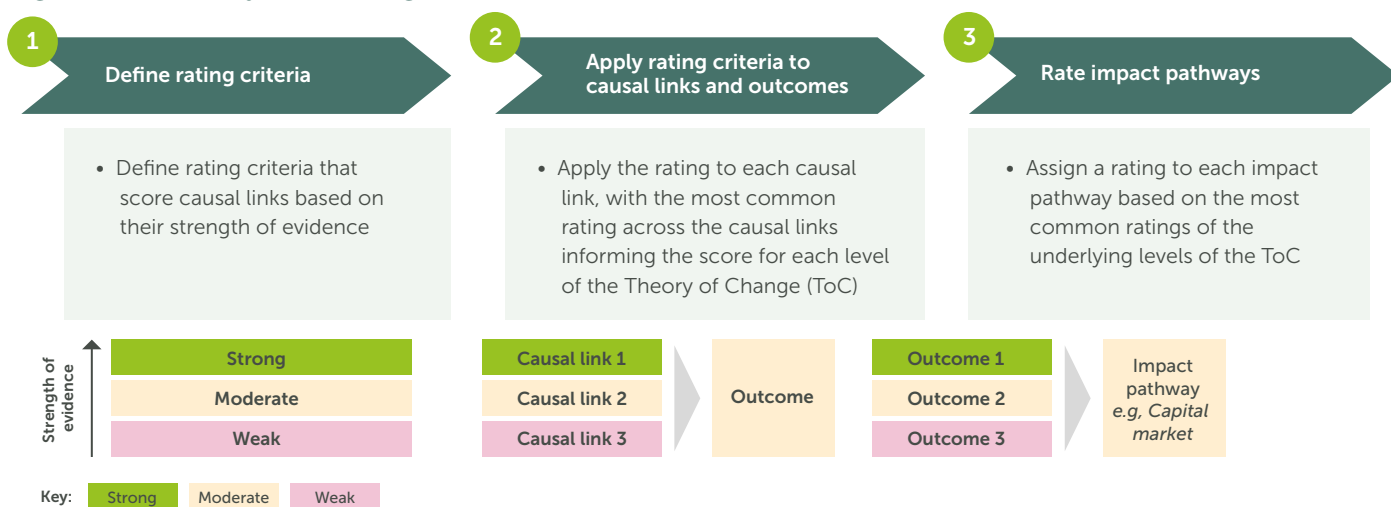 1
Define rating criteria
2
Apply rating criteria to
causal links and outcomes
3
Rate impact pathways
• Define rating criteria that
score causal links based on
their strength of evidence
• Apply the rating to each causal
link, with the most common
rating across the causal links
informing the score for each level
of the Theory of Change (ToC)
• Assign a rating to each impact
pathway based on the most
common ratings of the
underlying levels of the ToC
Strength of
evidence
Strong
Moderate
Weak
Causal link 1
Causal link 2
Causal link 3
Outcome
Outcome 1
Outcome 2
Outcome 3
Impact
pathway
e.g, Capital
market
Key:
Strong
Moderate
Weak